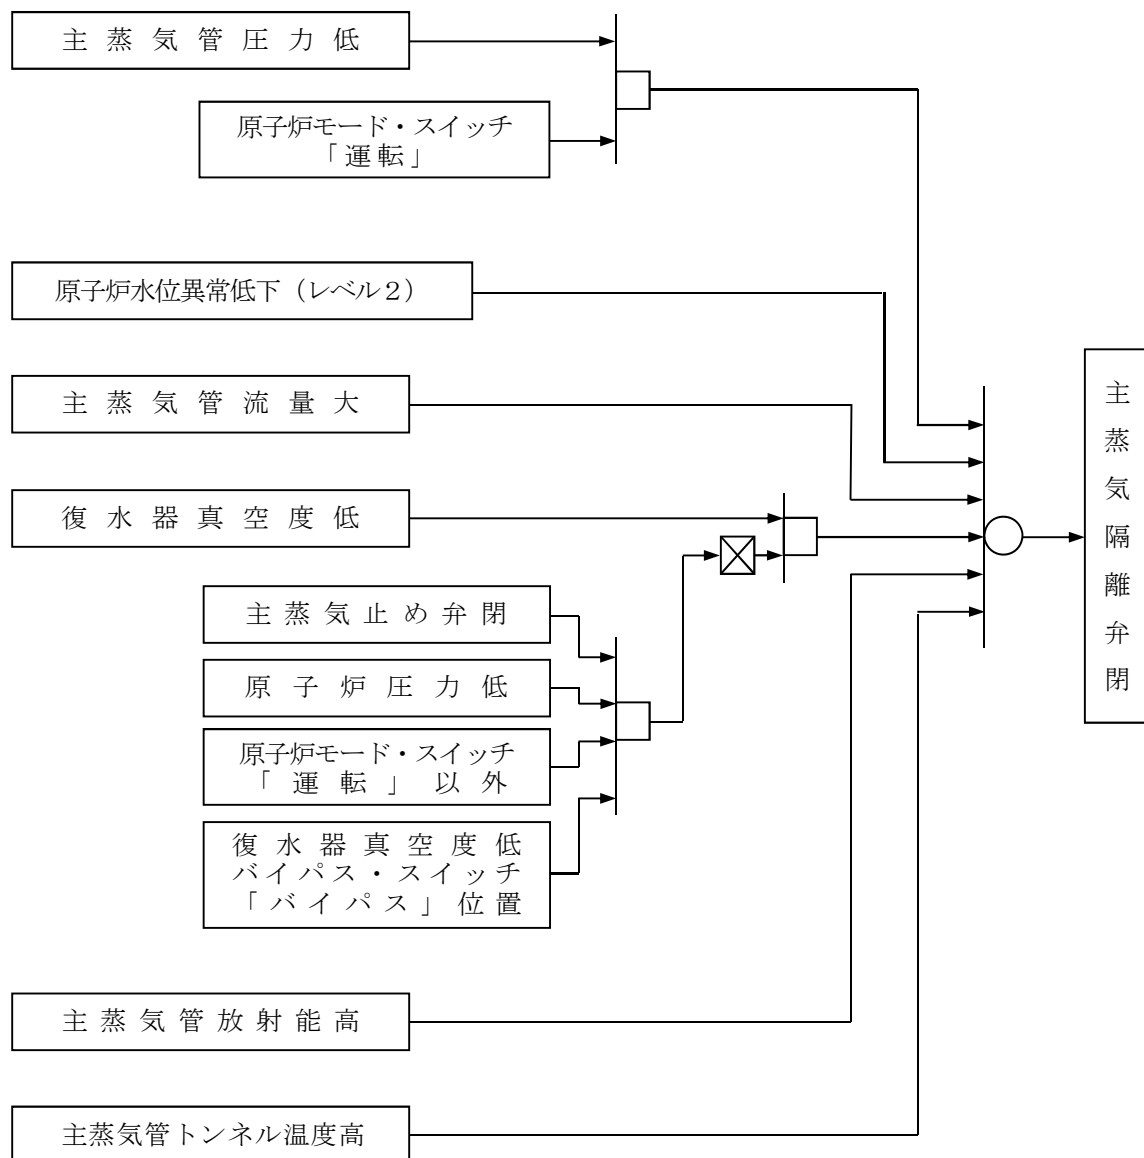 主蒸気管圧力低
原子炉モード・スイッチ
「運転」
原子炉水位異常低下（レベル２）
主蒸気管流量大
復水器真空度低
主蒸気止め弁閉
原子炉圧力低
原子炉モード・スイッチ
「運転」以外
復水器真空度低
バイパス・スイッチ
「バイパス」位置
主蒸気管放射能高
主蒸気管トンネル温度高
主蒸気隔離弁閉